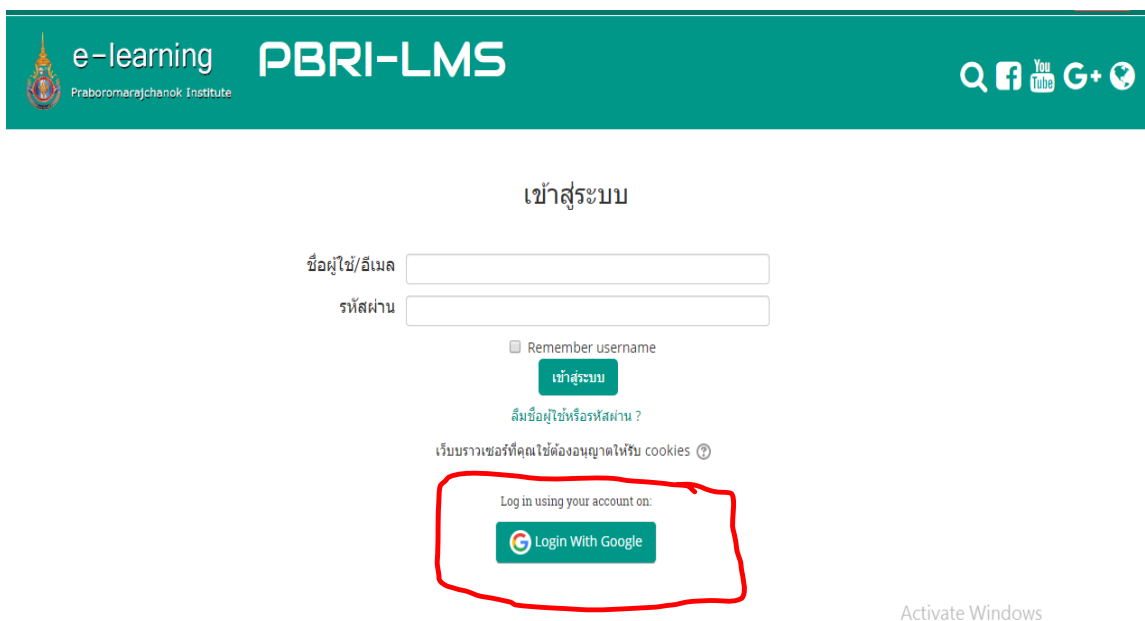 e-learning
Praboromarajchanok Institute
PBRI-LMS
You
Tube
G+
เข้าสู่ระบบ
ชื่อผู้ใช้/อีเมล
รหัสผ่าน
Remember username
เข้าสู่ระบบ
ลืมชื่อผู้ใช้หรือรหัสผ่าน ?
เว็บบราวเซอร์ที่คุณใช้ต้องอนุญาตให้รับ cookies
Log in using your account on:
Login With Google
Activate Windows